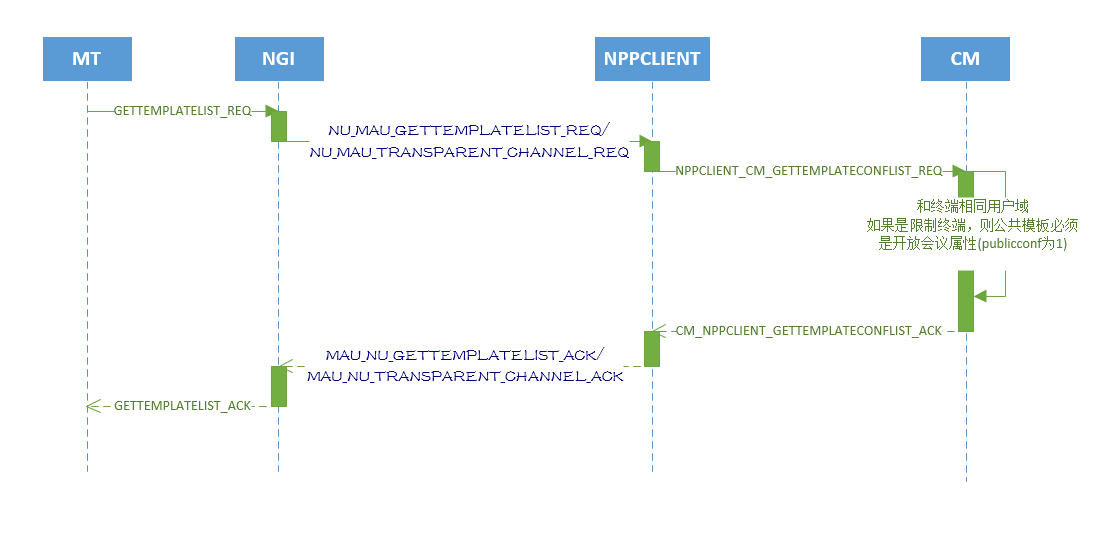 MT
NGI
NPPCLIENT
CM
GETTEMPLATELIST_REQ
NU_MAU_GETTEMPLATELIST_REQ/
NU_MAU_TRANSPARENT_CHANNEL_REQ
NPPCLIENT_CM_GETTEMPLATECONFLIST_REQ
和终端相同用户域
如果是限制终端，则公共模板必须
是开放会议属性(publicconf为1)
CM_NPPCLIENT_GETTEMPLATECONFLIST_ACK
MAU_NU_GETTEMPLATELIST_ACK/
MAU_NU_TRANSPARENT_CHANNEL_ACK
GETTEMPLATELIST_ACK